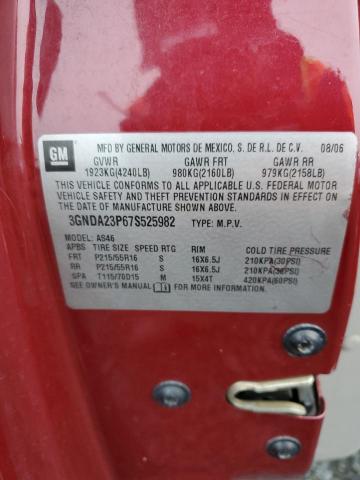 GM
MFD BY GENERAL MOTORS DE MEXICO, S. DE R.L. DE C.V. 08/06
GVWR GAWR FRT GAWR RR
1923KG(4240LB) 980KG(2160LB) 979KG(2158LB)
THIS VEHICLE CONFORMS TO ALL APPLICABLE U.S. FEDERAL MOTOR
VEHICLE SAFETY AND THEFT PREVENTION STANDARDS IN EFFECT ON
THE DATE OF MANUFACTURE SHOWN ABOVE.
3GNDA23P67S525982 TYPE: M.P.V.
MODEL: AS46
APS TIRE SIZE SPEED RTG RIM COLD TIRE PRESSURE
FRT P215/55R16 S 16X6.5J 210KPA(30PSI)
RR P215/55R16 S 16X6.5J 210KPA(30PSI)
SPA T115/70D15 M 15X4T 420KPA(60PSI)
SEE OWNER'S MANUAL FOR MORE INFORMATION